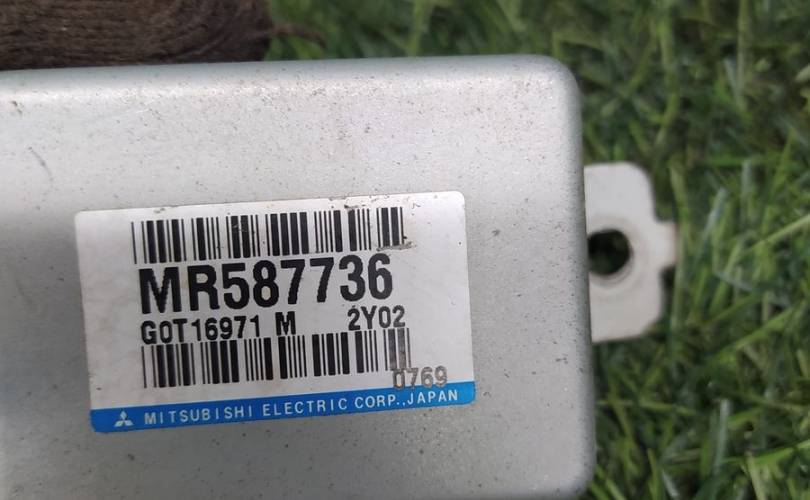 MR587736
G0T16971 M 2Y02
0769
MITSUBISHI ELECTRIC CORP.,JAPAN